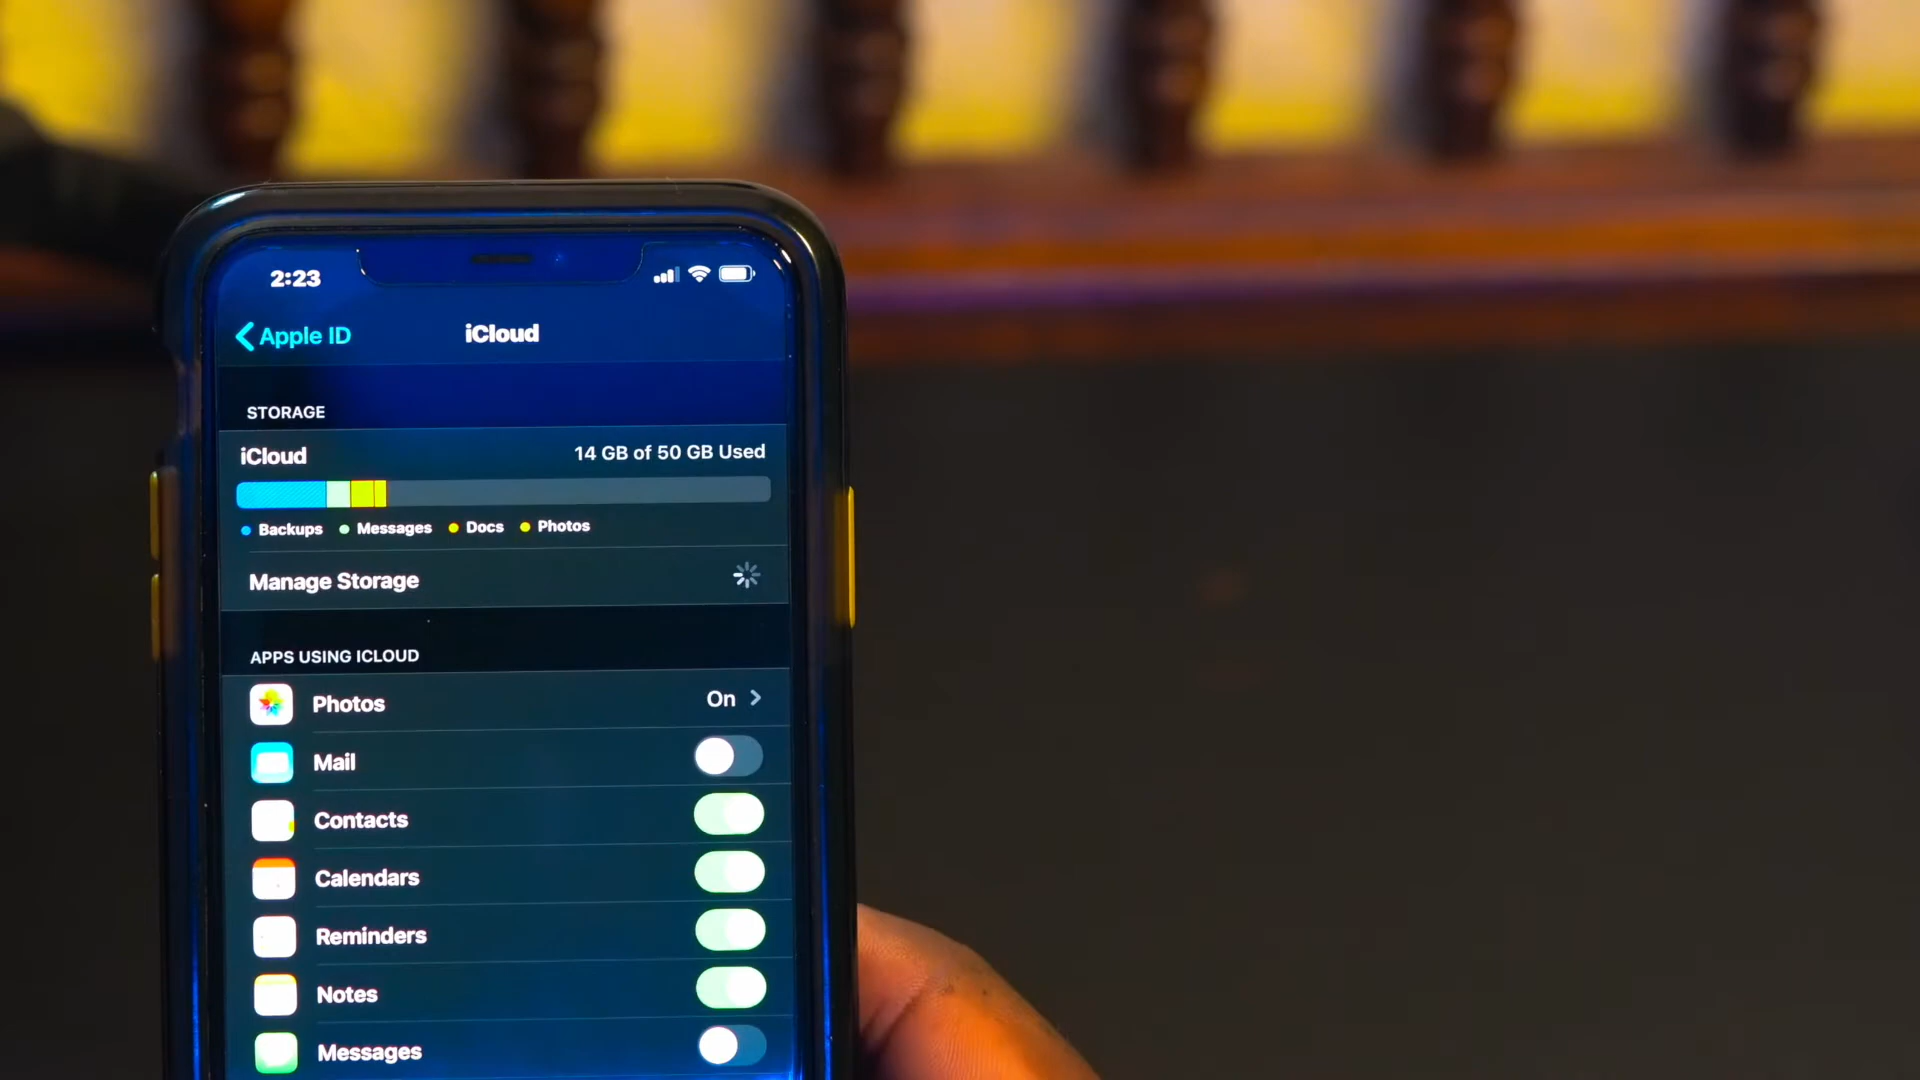 2:23
Apple ID
iCloud
STORAGE
iCloud
14 GB of 50 GB Used
Backups Messages Docs Photos
Manage Storage
APPS USING ICLOUD
Photos On
Mail
Contacts
Calendars
Reminders
Notes
Messages